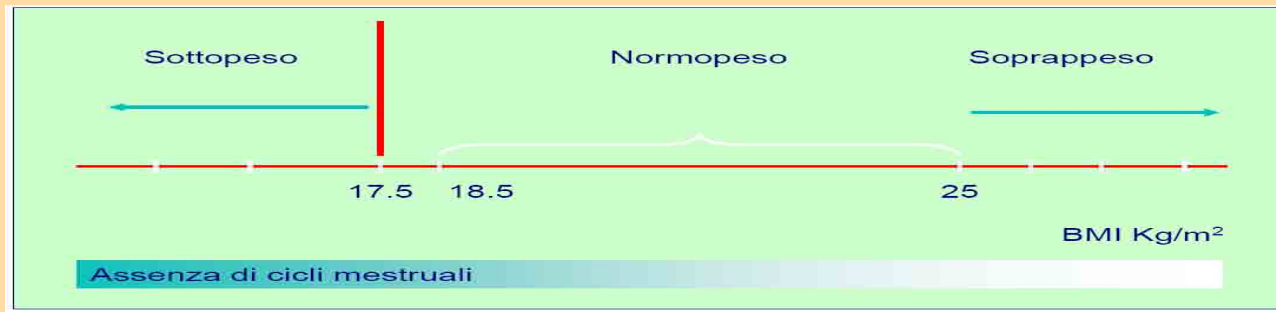 Sottopeso Normopeso Soprappeso
17.5 18.5 25
BMI Kg/m²
Assenza di cicli mestruali